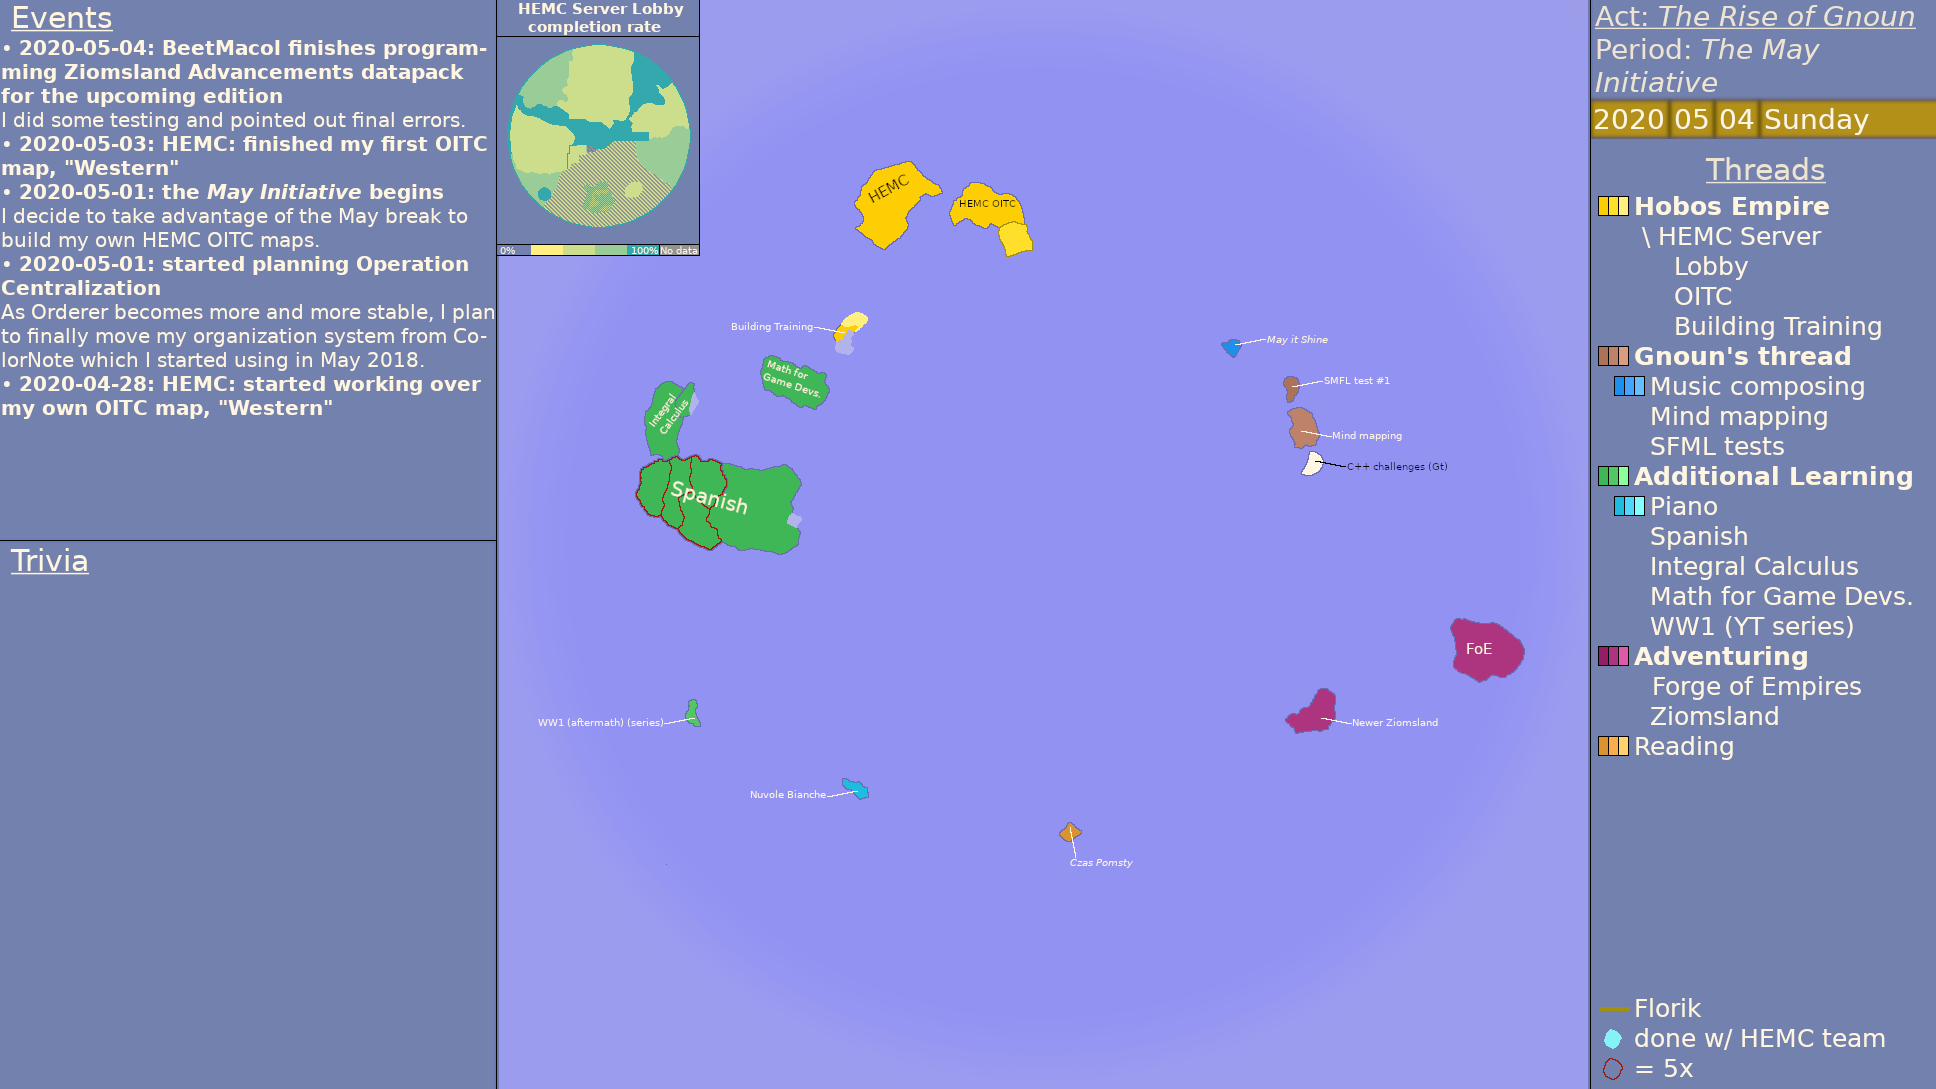 Events
• 2020-05-04: BeetMacol finishes program-
ming Ziomsland Advancements datapack
for the upcoming edition
I did some testing and pointed out final errors.
• 2020-05-03: HEMC: finished my first OITC
map, "Western"
• 2020-05-01: the May Initiative begins
I decide to take advantage of the May break to
build my own HEMC OITC maps.
• 2020-05-01: started planning Operation
Centralization
As Orderer becomes more and more stable, I plan
to finally move my organization system from Co-
lorNote which I started using in May 2018.
• 2020-04-28: HEMC: started working over
my own OITC map, "Western"
Trivia
HEMC Server Lobby
completion rate
0%
100%
No data
HEMC
HEMC OITC
Building Training
Math for
Game Devs.
Integral
Calculus
Spanish
May it Shine
SMFL test #1
Mind mapping
C++ challenges (Gt)
FoE
Newer Ziomsland
WW1 (aftermath) (series)
Nuvole Bianche
Czas Pomsty
Act: The Rise of Gnoun
Period: The May
Initiative
2020 05 04 Sunday
Threads
Hobos Empire
\ HEMC Server
Lobby
OITC
Building Training
Gnoun's thread
Music composing
Mind mapping
SFML tests
Additional Learning
Piano
Spanish
Integral Calculus
Math for Game Devs.
WW1 (YT series)
Adventuring
Forge of Empires
Ziomsland
Reading
Florik
done w/ HEMC team
= 5x